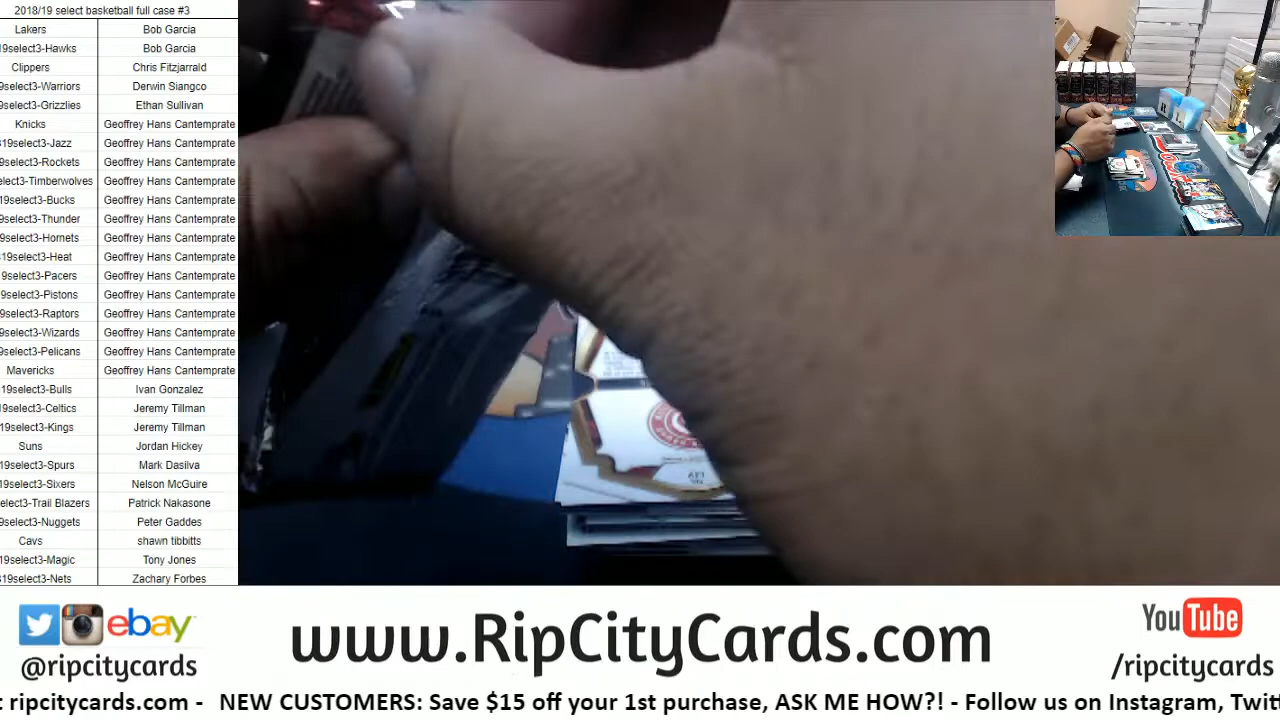 2018/19 select basketball full case #3
Lakers Bob Garcia
19select3-Hawks Bob Garcia
Clippers Chris Fitzjarrald
9select3-Warriors Derwin Siangco
9select3-Grizzlies Ethan Sullivan
Knicks Geoffrey Hans Cantemprate
19select3-Jazz Geoffrey Hans Cantemprate
9select3-Rockets Geoffrey Hans Cantemprate
elect3-Timberwolves Geoffrey Hans Cantemprate
19select3-Bucks Geoffrey Hans Cantemprate
9select3-Thunder Geoffrey Hans Cantemprate
9select3-Hornets Geoffrey Hans Cantemprate
19select3-Heat Geoffrey Hans Cantemprate
9select3-Pacers Geoffrey Hans Cantemprate
9select3-Pistons Geoffrey Hans Cantemprate
9select3-Raptors Geoffrey Hans Cantemprate
9select3-Wizards Geoffrey Hans Cantemprate
9select3-Pelicans Geoffrey Hans Cantemprate
Mavericks Geoffrey Hans Cantemprate
19select3-Bulls Ivan Gonzalez
19select3-Celtics Jeremy Tillman
19select3-Kings Jeremy Tillman
Suns Jordan Hickey
19select3-Spurs Mark Dasilva
19select3-Sixers Nelson McGuire
elect3-Trail Blazers Patrick Nakasone
9select3-Nuggets Peter Gaddes
Cavs shawn tibbitts
19select3-Magic Tony Jones
19select3-Nets Zachary Forbes
ebay
@ripcitycards
www.RipCityCards.com
YouTube
/ripcitycards
ripcitycards.com - NEW CUSTOMERS: Save $15 off your 1st purchase, ASK ME HOW?! - Follow us on Instagram, Twit